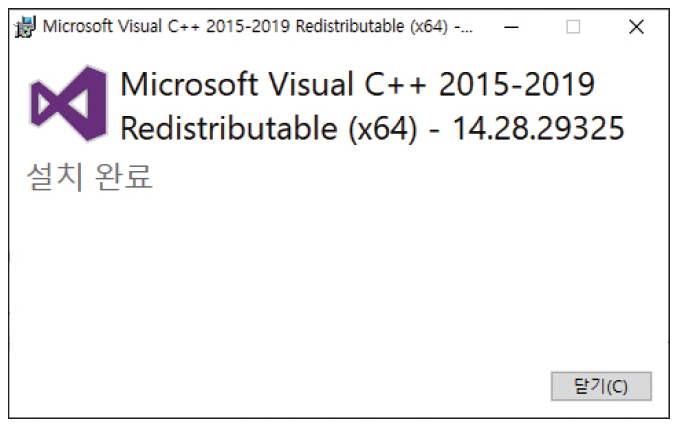 Microsoft Visual C++ 2015-2019 Redistributable (x64) -...
Microsoft Visual C++ 2015-2019
Redistributable (x64) - 14.28.29325
설치 완료
닫기(C)